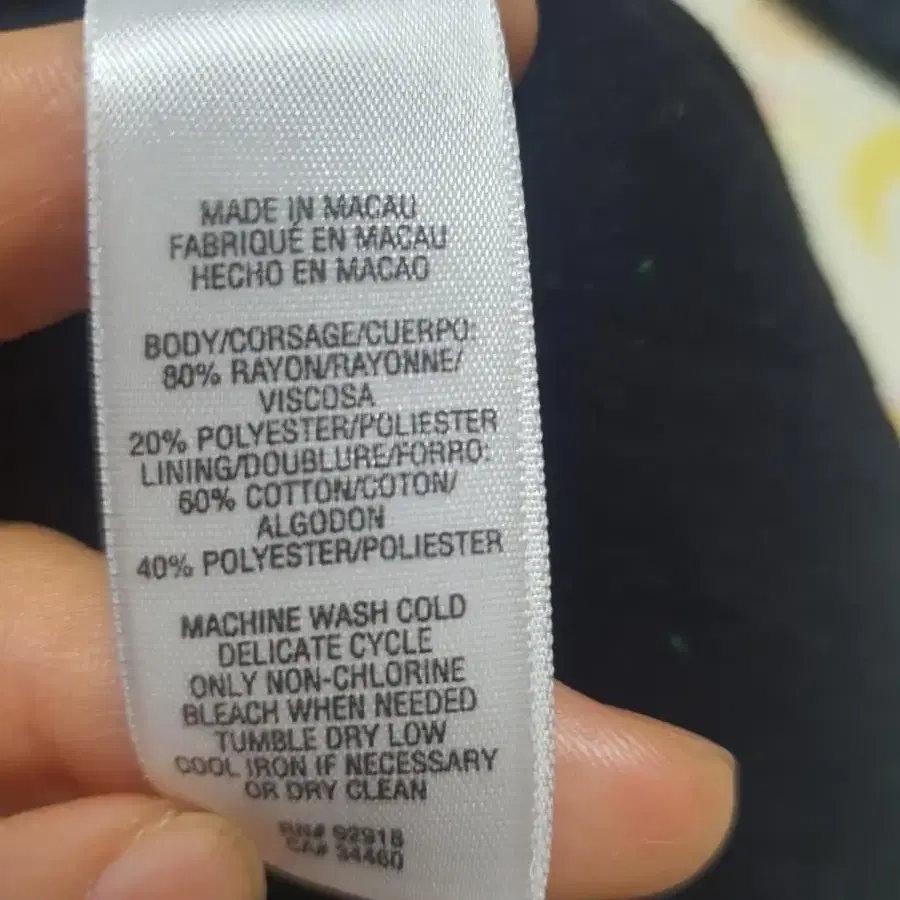 MADE IN MACAU
FABRIQUÉ EN MACAU
HECHO EN MACAO
BODY/CORSAGE/CUERPO:
80% RAYON/RAYONNE/
VISCOSA
20% POLYESTER/POLIESTER
LINING/DOUBLURE/FORRO:
60% COTTON/COTON/
ALGODON
40% POLYESTER/POLIESTER
MACHINE WASH COLD
DELICATE CYCLE
ONLY NON-CHLORINE
BLEACH WHEN NEEDED
TUMBLE DRY LOW
COOL IRON IF NECESSARY
OR DRY CLEAN
RN# 92918
CA# 34460